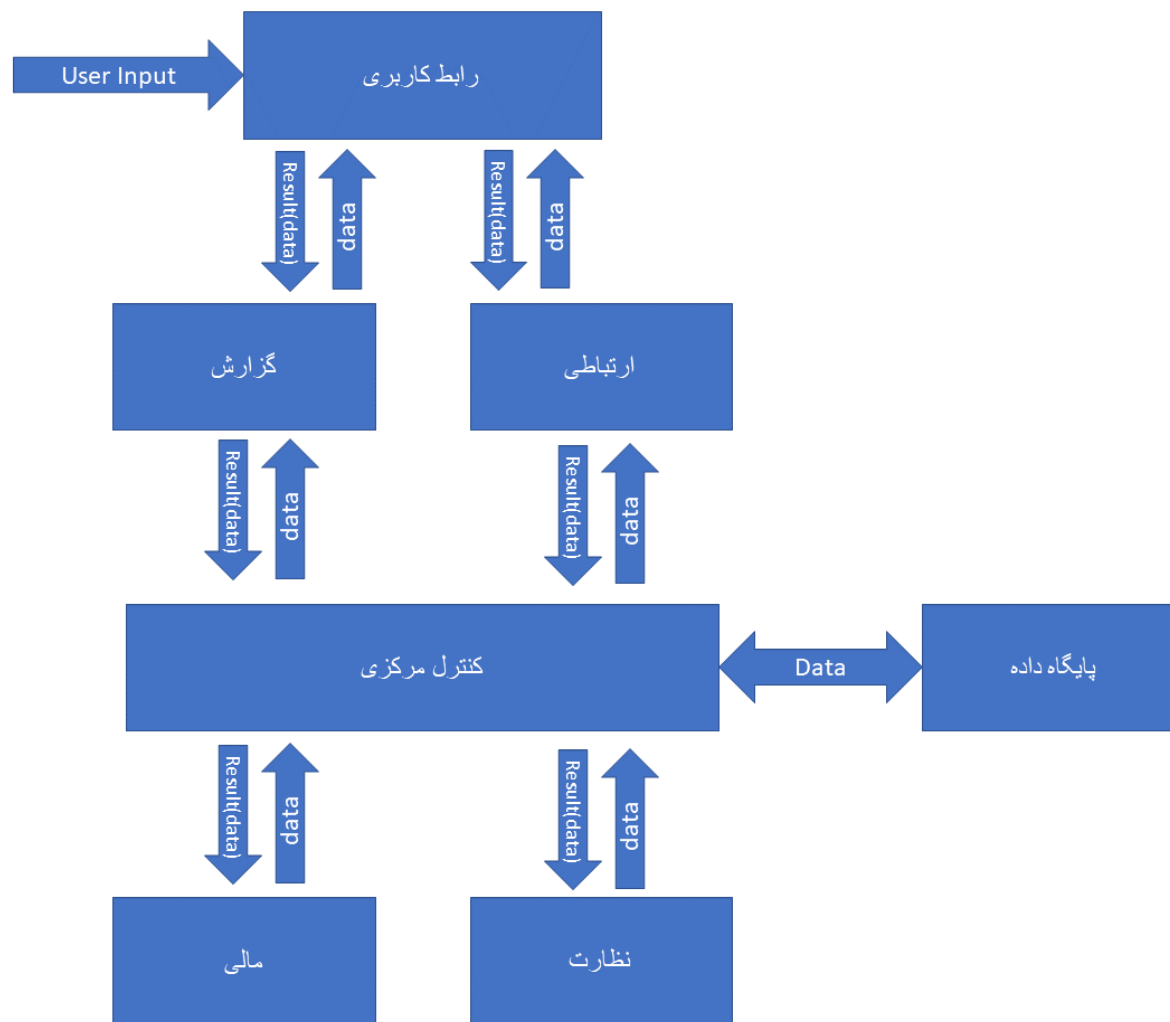 User Input
رابط کاربری
Result(data)
data
Result(data)
data
گزارش
ارتباطی
Result(data)
data
Result(data)
data
کنترل مرکزی
Data
پایگاه داده
Result(data)
data
Result(data)
data
مالی
نظارت